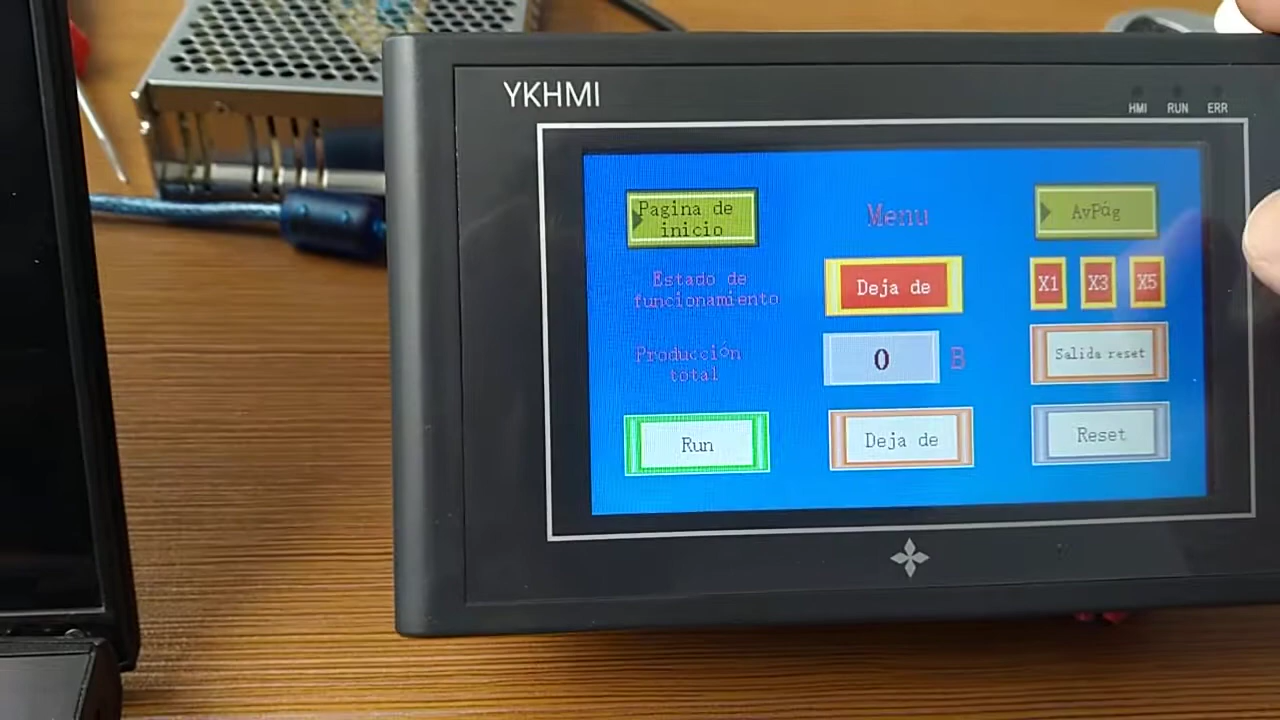 YKHMI
HMI RUN ERR
Pagina de
inicio
Menu
AvPág
Estado de
funcionamiento
Deja de
X1 X3 X5
Producción
total
0 B
Salida reset
Run
Deja de
Reset